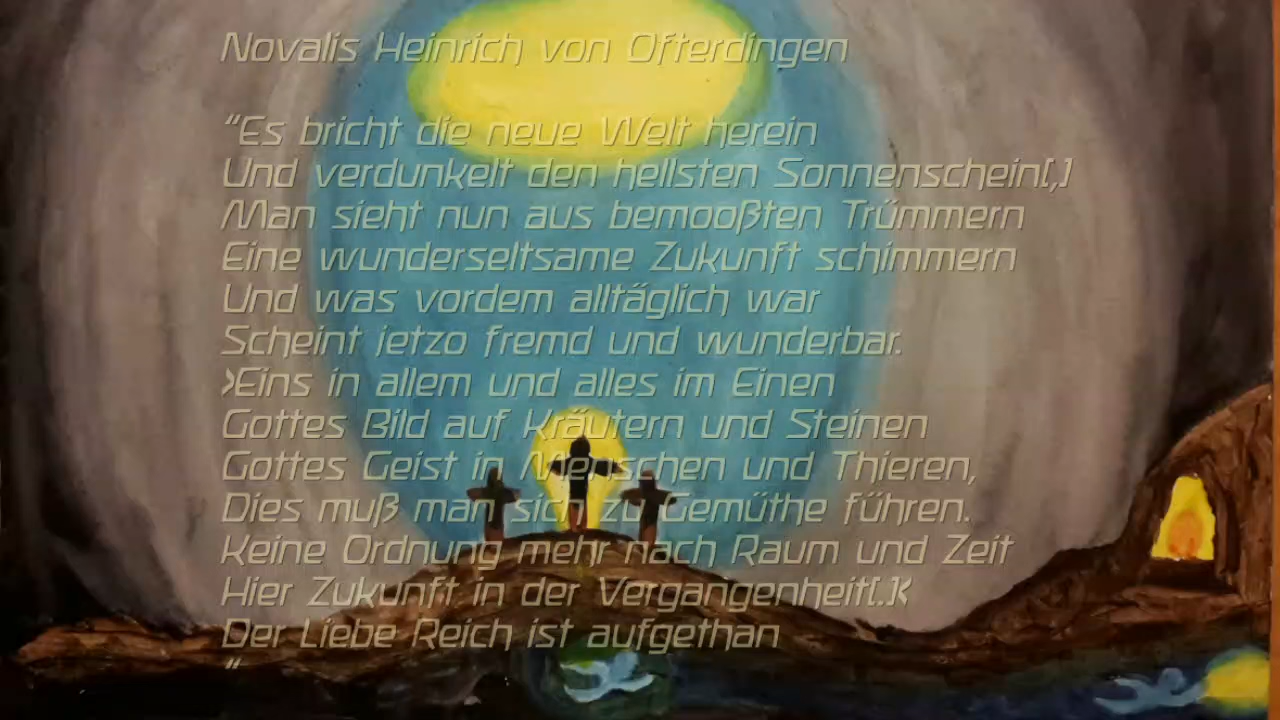 Novalis Heinrich von Ofterdingen
“Es bricht die neue Welt herein
Und verdunkelt den hellsten Sonnenschein[,]
Man sieht nun aus bemooßten Trümmern
Eine wunderseltsame Zukunft schimmern
Und was vordem alltäglich war
Scheint jetzo fremd und wunderbar.
›Eins in allem und alles im Einen
Gottes Bild auf Kräutern und Steinen
Gottes Geist in Menschen und Thieren,
Dies muß man sich zu Gemüthe führen.
Keine Ordnung mehr nach Raum und Zeit
Hier Zukunft in der Vergangenheit[.]‹
Der Liebe Reich ist aufgethan
“